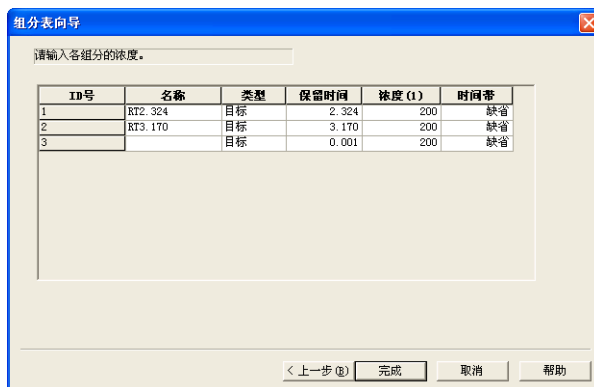 组分表向导
请输入各组分的浓度。
ID号 名称 类型 保留时间 浓度(1) 时间带
1 RT2.324 目标 2.324 200 缺省
2 RT3.170 目标 3.170 200 缺省
3 目标 0.001 200 缺省
< 上一步(B) 完成 取消 帮助